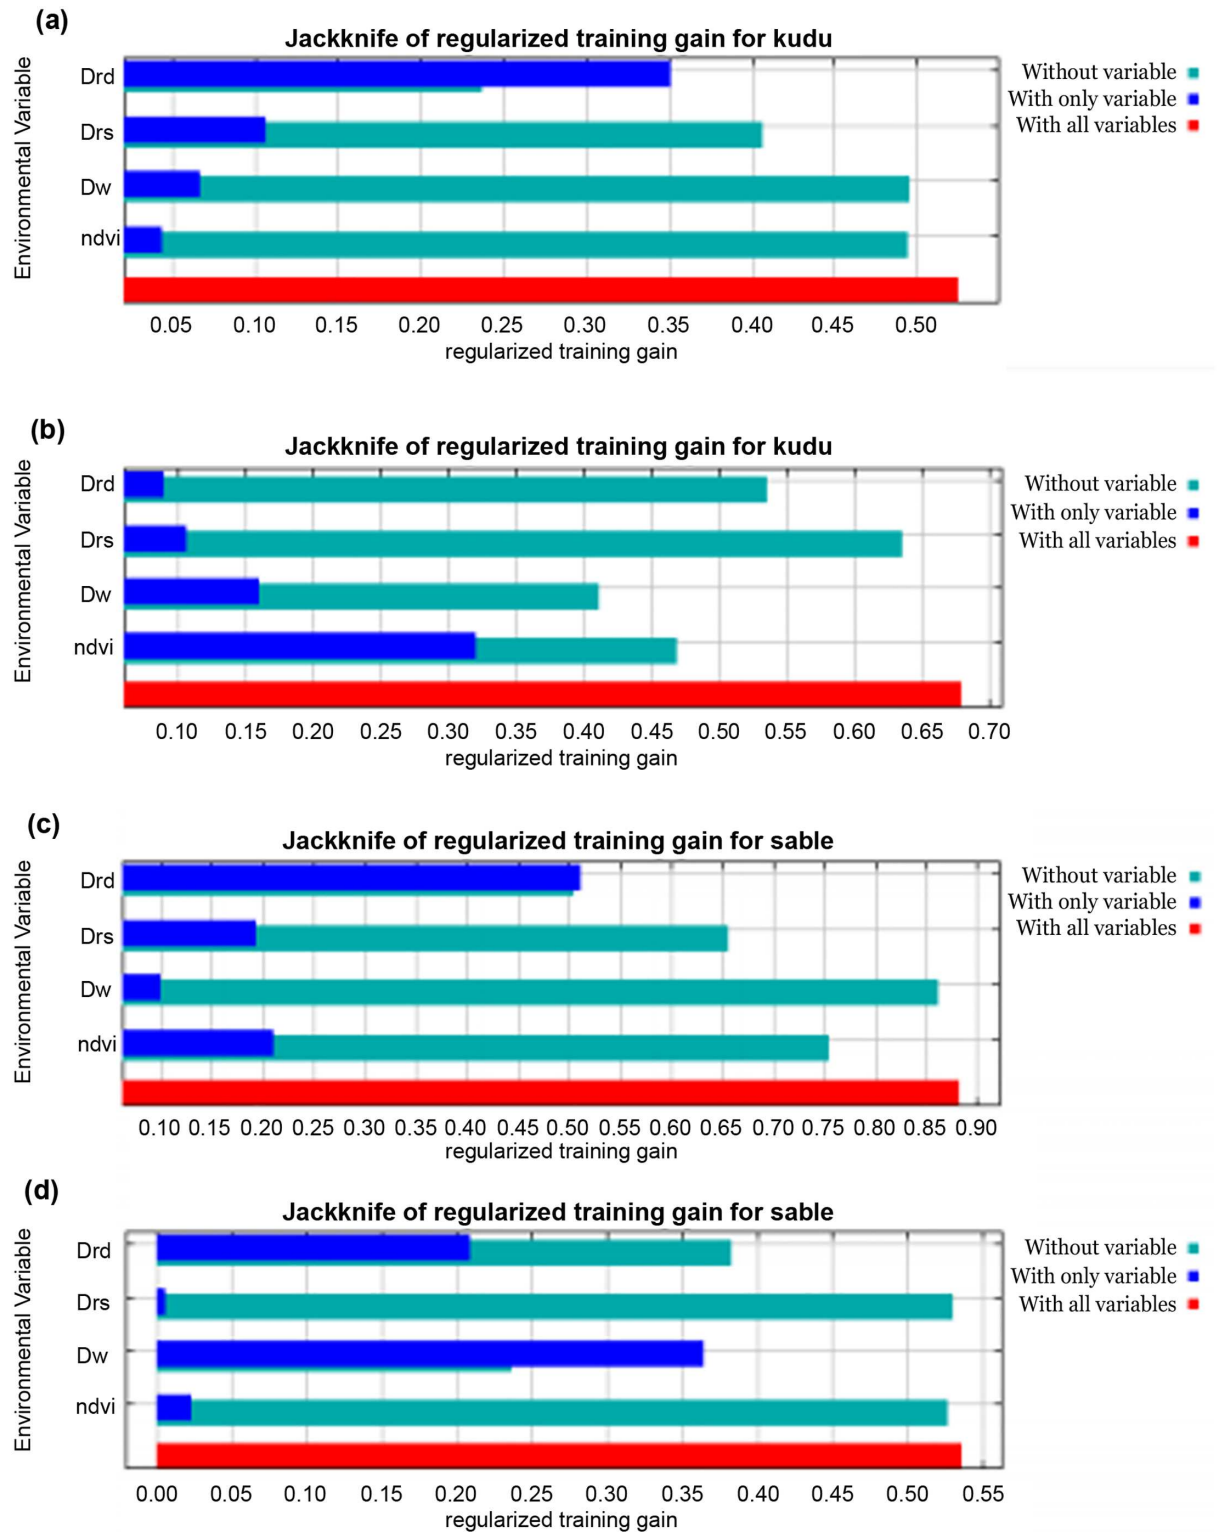 (a)
Jackknife of regularized training gain for kudu
Environmental Variable
Drd
Drs
Dw
ndvi
Without variable
With only variable
With all variables
0.05 0.10 0.15 0.20 0.25 0.30 0.35 0.40 0.45 0.50
regularized training gain
(b)
Jackknife of regularized training gain for kudu
Environmental Variable
Drd
Drs
Dw
ndvi
Without variable
With only variable
With all variables
0.10 0.15 0.20 0.25 0.30 0.35 0.40 0.45 0.50 0.55 0.60 0.65 0.70
regularized training gain
(c)
Jackknife of regularized training gain for sable
Environmental Variable
Drd
Drs
Dw
ndvi
Without variable
With only variable
With all variables
0.10 0.15 0.20 0.25 0.30 0.35 0.40 0.45 0.50 0.55 0.60 0.65 0.70 0.75 0.80 0.85 0.90
regularized training gain
(d)
Jackknife of regularized training gain for sable
Environmental Variable
Drd
Drs
Dw
ndvi
Without variable
With only variable
With all variables
0.00 0.05 0.10 0.15 0.20 0.25 0.30 0.35 0.40 0.45 0.50 0.55
regularized training gain